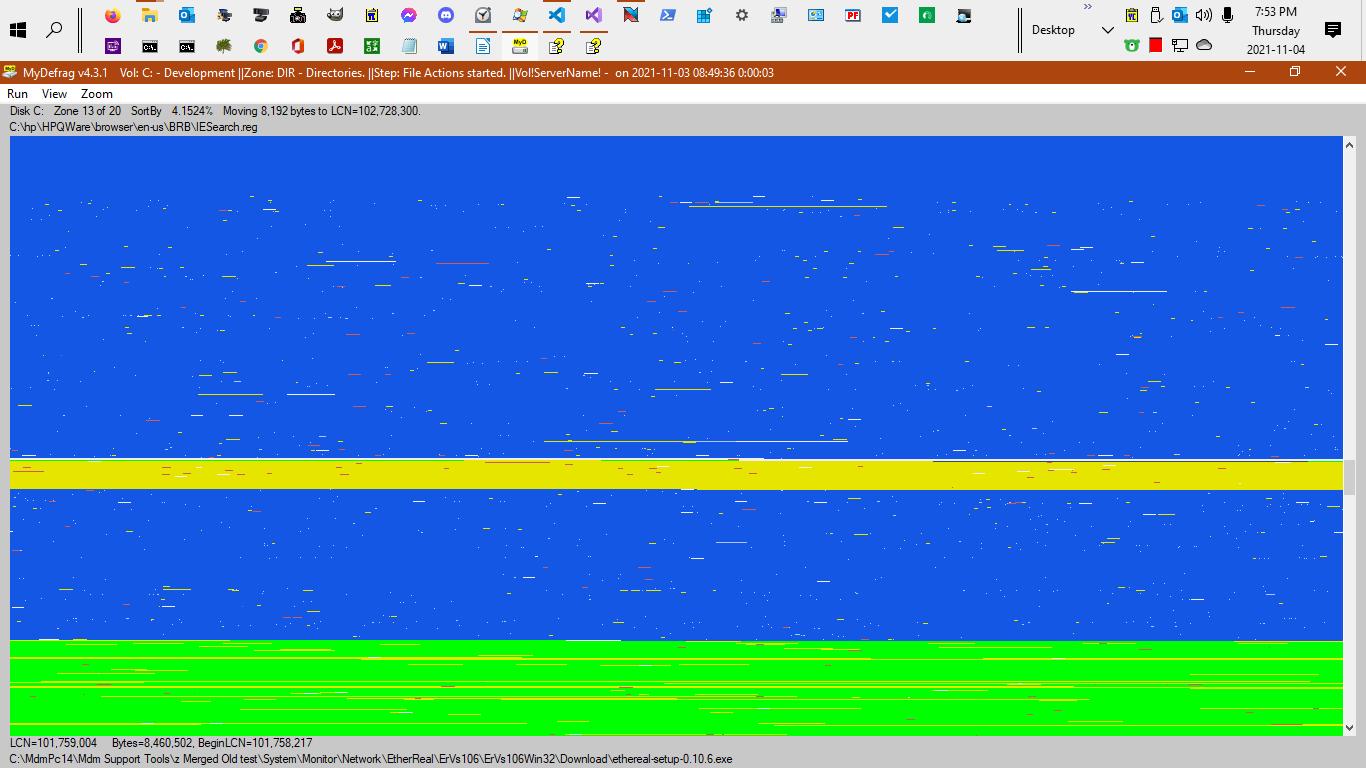 7:53 PM
Desktop
Thursday
2021-11-04
MyDefrag v4.3.1 Vol: C: - Development ||Zone: DIR - Directories. ||Step: File Actions started. ||Vol!ServerName! - on 2021-11-03 08:49:36 0:00:03
Run View Zoom
Disk C: Zone 13 of 20 SortBy 4.1524% Moving 8,192 bytes to LCN=102,728,300.
C:\hp\HPQWare\browser\en-us\BRB\IESearch.reg
LCN=101,759,004 Bytes=8,460,502, BeginLCN=101,758,217
C:\MdmPc14\Mdm Support Tools\z Merged Old test\System\Monitor\Network\EtherReal\ErVs106\ErVs106Win32\Download\ethereal-setup-0.10.6.exe